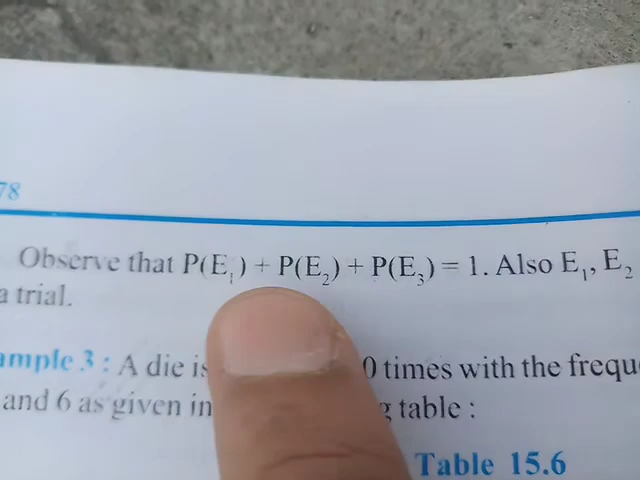 78
Observe that P(E₁) + P(E₂) + P(E₃) = 1. Also E₁, E₂
a trial.
ample 3 : A die is 0 times with the frequ
and 6 as given in g table :
Table 15.6